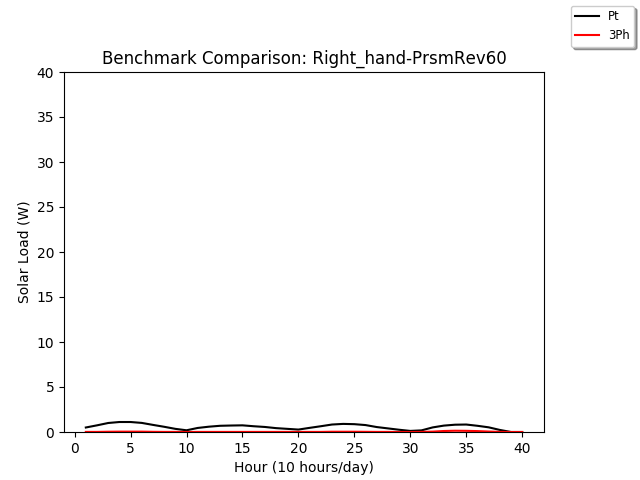 Pt
3Ph
Benchmark Comparison: Right_hand-PrsmRev60
40
35
30
25
20
15
10
5
0
Solar Load (W)
0 5 10 15 20 25 30 35 40
Hour (10 hours/day)